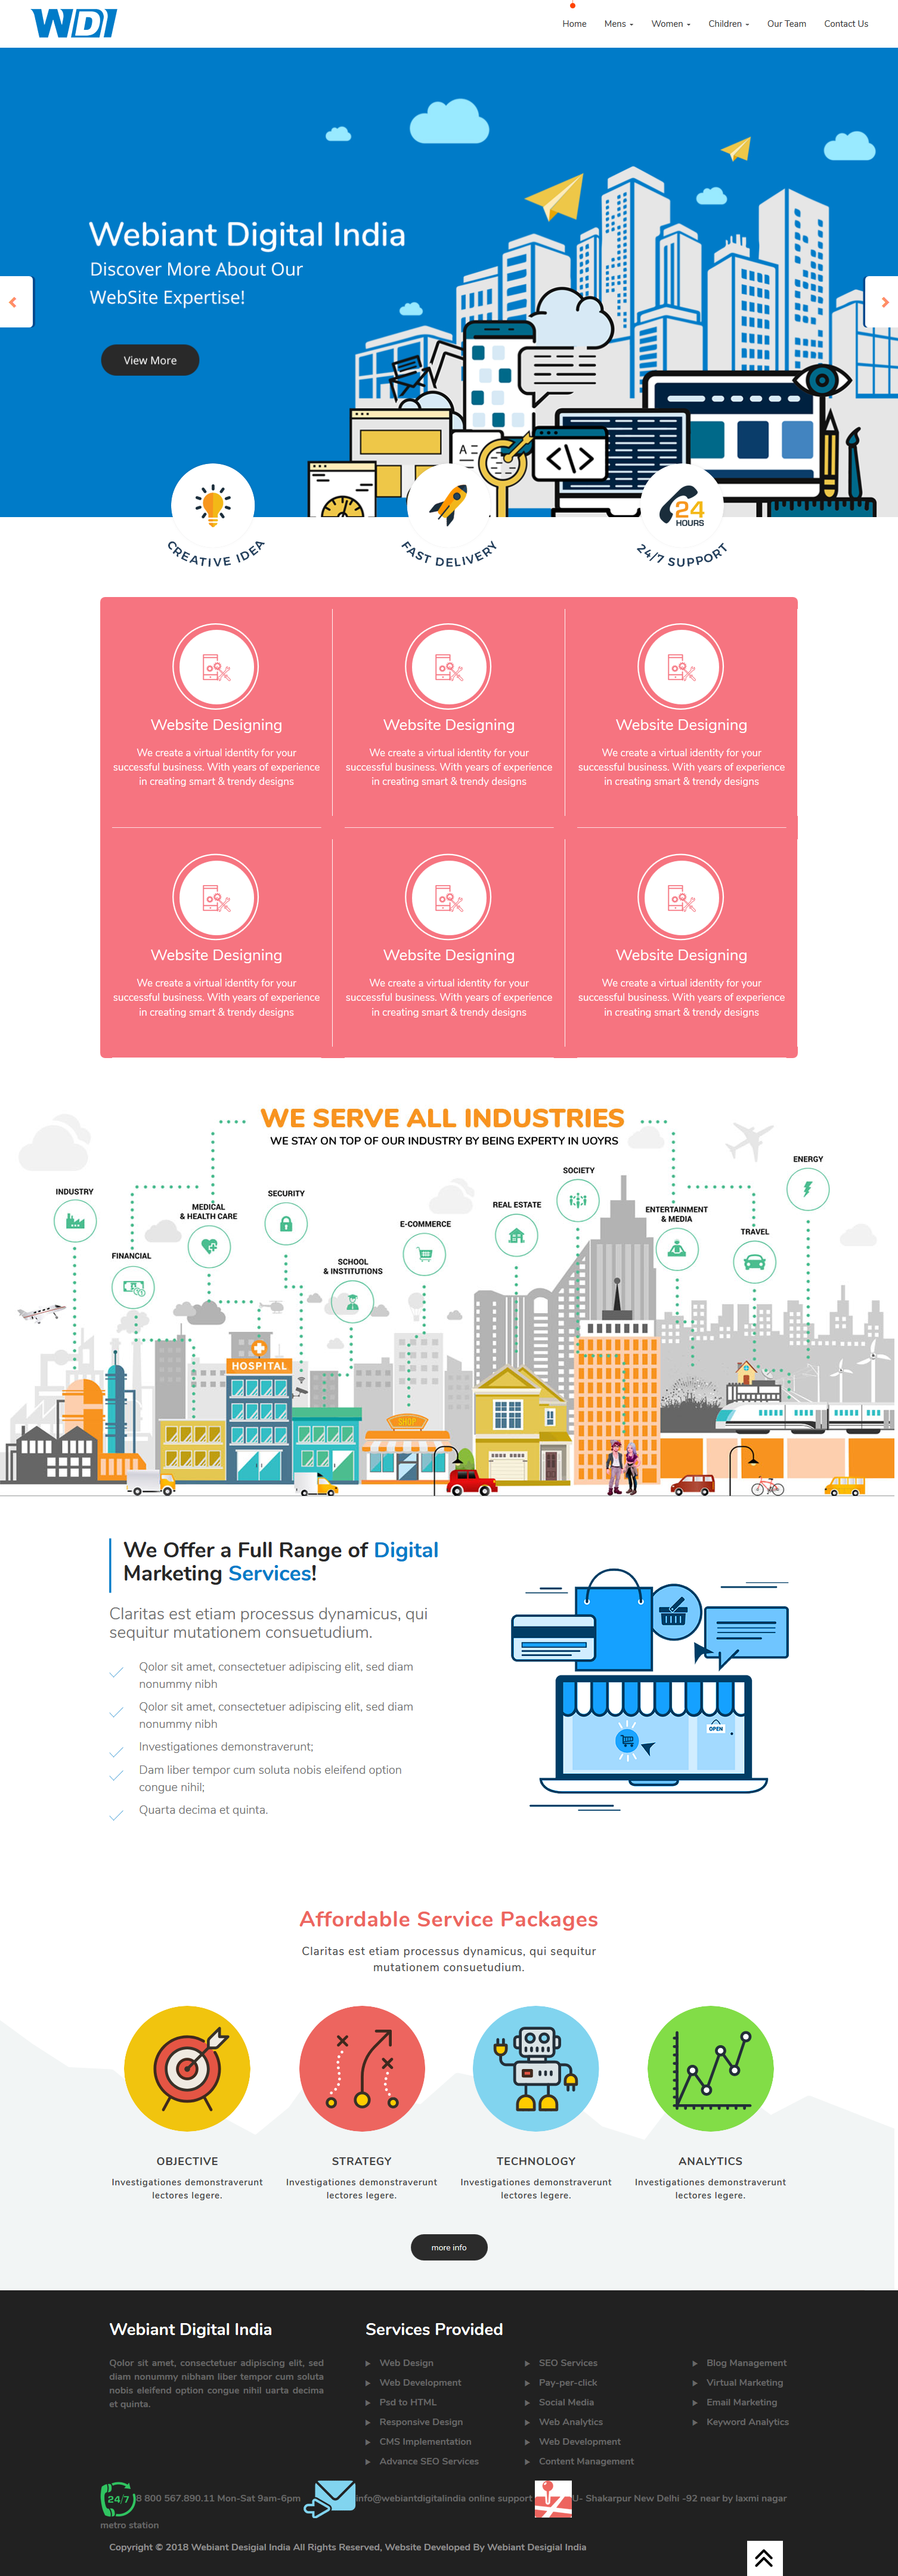 WDI
Home Mens Women Children Our Team Contact Us
Webiant Digital India
Discover More About Our
WebSite Expertise!
View More
A
</>
24
HOURS
CREATIVE IDEA
FAST DELIVERY
24/7 SUPPORT
Website Designing
We create a virtual identity for your
successful business. With years of experience
in creating smart & trendy designs
Website Designing
We create a virtual identity for your
successful business. With years of experience
in creating smart & trendy designs
Website Designing
We create a virtual identity for your
successful business. With years of experience
in creating smart & trendy designs
Website Designing
We create a virtual identity for your
successful business. With years of experience
in creating smart & trendy designs
Website Designing
We create a virtual identity for your
successful business. With years of experience
in creating smart & trendy designs
Website Designing
We create a virtual identity for your
successful business. With years of experience
in creating smart & trendy designs
WE SERVE ALL INDUSTRIES
WE STAY ON TOP OF OUR INDUSTRY BY BEING EXPERTY IN UOYRS
INDUSTRY
FINANCIAL
MEDICAL
& HEALTH CARE
SECURITY
SCHOOL
& INSTITUTIONS
E-COMMERCE
REAL ESTATE
SOCIETY
ENTERTAINMENT
& MEDIA
TRAVEL
ENERGY
HOSPITAL
SHOP
We Offer a Full Range of Digital
Marketing Services!
Claritas est etiam processus dynamicus, qui
sequitur mutationem consuetudium.
Qolor sit amet, consectetuer adipiscing elit, sed diam
nonummy nibh
Qolor sit amet, consectetuer adipiscing elit, sed diam
nonummy nibh
Investigationes demonstraverunt;
Dam liber tempor cum soluta nobis eleifend option
congue nihil;
Quarta decima et quinta.
OPEN
Affordable Service Packages
Claritas est etiam processus dynamicus, qui sequitur
mutationem consuetudium.
OBJECTIVE
Investigationes demonstraverunt
lectores legere.
STRATEGY
Investigationes demonstraverunt
lectores legere.
TECHNOLOGY
Investigationes demonstraverunt
lectores legere.
ANALYTICS
Investigationes demonstraverunt
lectores legere.
more info
Webiant Digital India
Qolor sit amet, consectetuer adipiscing elit, sed
diam nonummy nibham liber tempor cum soluta
nobis eleifend option congue nihil uarta decima
et quinta.
Services Provided
Web Design
Web Development
Psd to HTML
Responsive Design
CMS Implementation
Advance SEO Services
SEO Services
Pay-per-click
Social Media
Web Analytics
Web Development
Content Management
Blog Management
Virtual Marketing
Email Marketing
Keyword Analytics
24/7 8 800 567.890.11 Mon-Sat 9am-6pm info@webiantdigitalindia online support U- Shakarpur New Delhi -92 near by laxmi nagar
metro station
Copyright © 2018 Webiant Desigial India All Rights Reserved, Website Developed By Webiant Desigial India